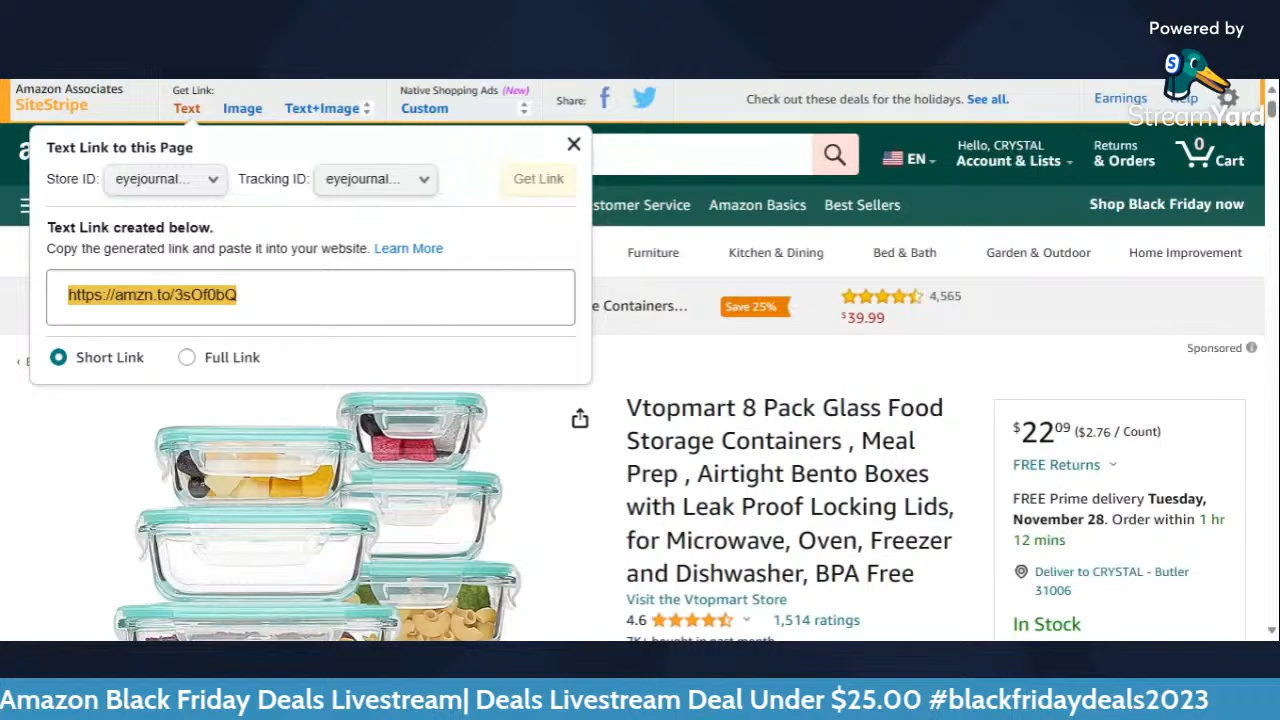 Powered by
StreamYard
Amazon Associates
SiteStripe
Get Link:
Text
Image
Text+Image
Native Shopping Ads (New)
Custom
Share:
Check out these deals for the holidays. See all.
Earnings
Help
Text Link to this Page
Store ID:
eyejournal...
Tracking ID:
eyejournal...
Get Link
Text Link created below.
Copy the generated link and paste it into your website. Learn More
https://amzn.to/3sOf0bQ
Short Link
Full Link
EN
Hello, CRYSTAL
Account & Lists
Returns
& Orders
0
Cart
stomer Service
Amazon Basics
Best Sellers
Shop Black Friday now
Furniture
Kitchen & Dining
Bed & Bath
Garden & Outdoor
Home Improvement
e Containers...
Save 25%
4,565
$39.99
Sponsored
Vtopmart 8 Pack Glass Food
Storage Containers , Meal
Prep , Airtight Bento Boxes
with Leak Proof Locking Lids,
for Microwave, Oven, Freezer
and Dishwasher, BPA Free
Visit the Vtopmart Store
4.6
1,514 ratings
7K+ bought in past month
$2209 ($2.76 / Count)
FREE Returns
FREE Prime delivery Tuesday,
November 28. Order within 1 hr
12 mins
Deliver to CRYSTAL - Butler
31006
In Stock
Amazon Black Friday Deals Livestream| Deals Livestream Deal Under $25.00 #blackfridaydeals2023